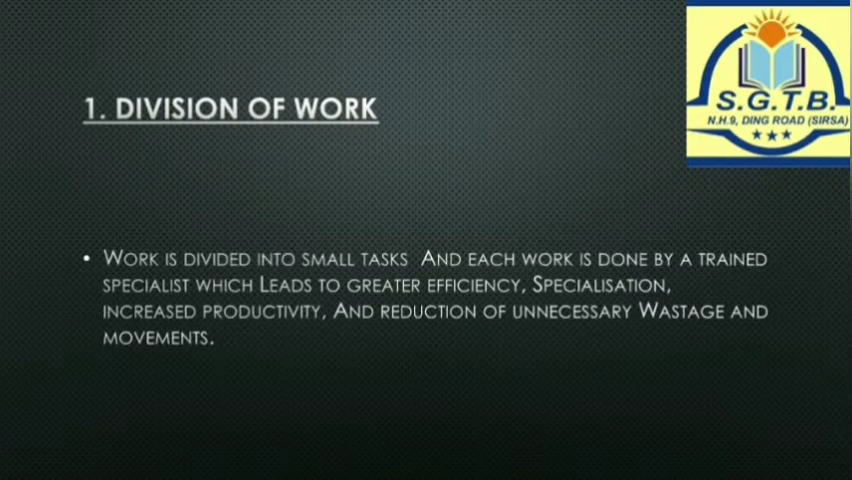 1. DIVISION OF WORK
S.G.T.B.
N.H.9, DING ROAD (SIRSA)
• WORK IS DIVIDED INTO SMALL TASKS AND EACH WORK IS DONE BY A TRAINED
SPECIALIST WHICH LEADS TO GREATER EFFICIENCY, SPECIALISATION,
INCREASED PRODUCTIVITY, AND REDUCTION OF UNNECESSARY WASTAGE AND
MOVEMENTS.